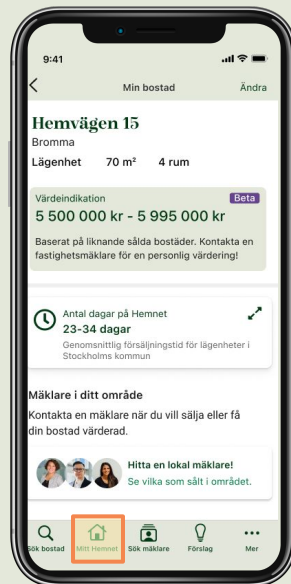 9:41
Min bostad
Ändra
Hemvägen 15
Bromma
Lägenhet 70 m² 4 rum
Värdeindikation
Beta
5 500 000 kr - 5 995 000 kr
Baserat på liknande sålda bostäder. Kontakta en
fastighetsmäklare för en personlig värdering!
Antal dagar på Hemnet
23-34 dagar
Genomsnittlig försäljningstid för lägenheter i
Stockholms kommun
Mäklare i ditt område
Kontakta en mäklare när du vill sälja eller få
din bostad värderad.
Hitta en lokal mäklare!
Se vilka som sålt i området.
Sök bostad
Mitt Hemnet
Sök mäklare
Förslag
Mer